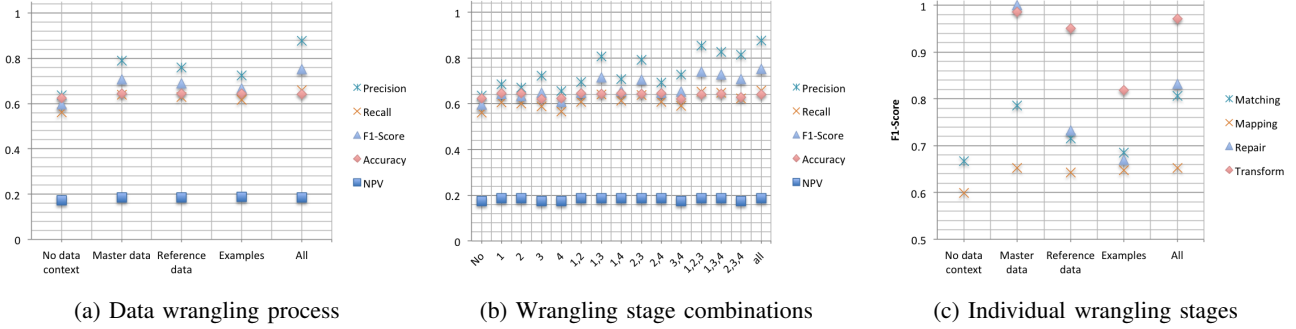 1
0.8
0.6
0.4
0.2
0
No data context
Master data
Reference data
Examples
All
Precision
Recall
F1-Score
Accuracy
NPV
(a) Data wrangling process
1
0.8
0.6
0.4
0.2
0
No
1
2
3
4
1,2
1,3
1,4
2,3
2,4
3,4
1,2,3
1,3,4
2,3,4
all
Precision
Recall
F1-Score
Accuracy
NPV
(b) Wrangling stage combinations
F1-Score
1
0.9
0.8
0.7
0.6
0.5
No data context
Master data
Reference data
Examples
All
Matching
Mapping
Repair
Transform
(c) Individual wrangling stages